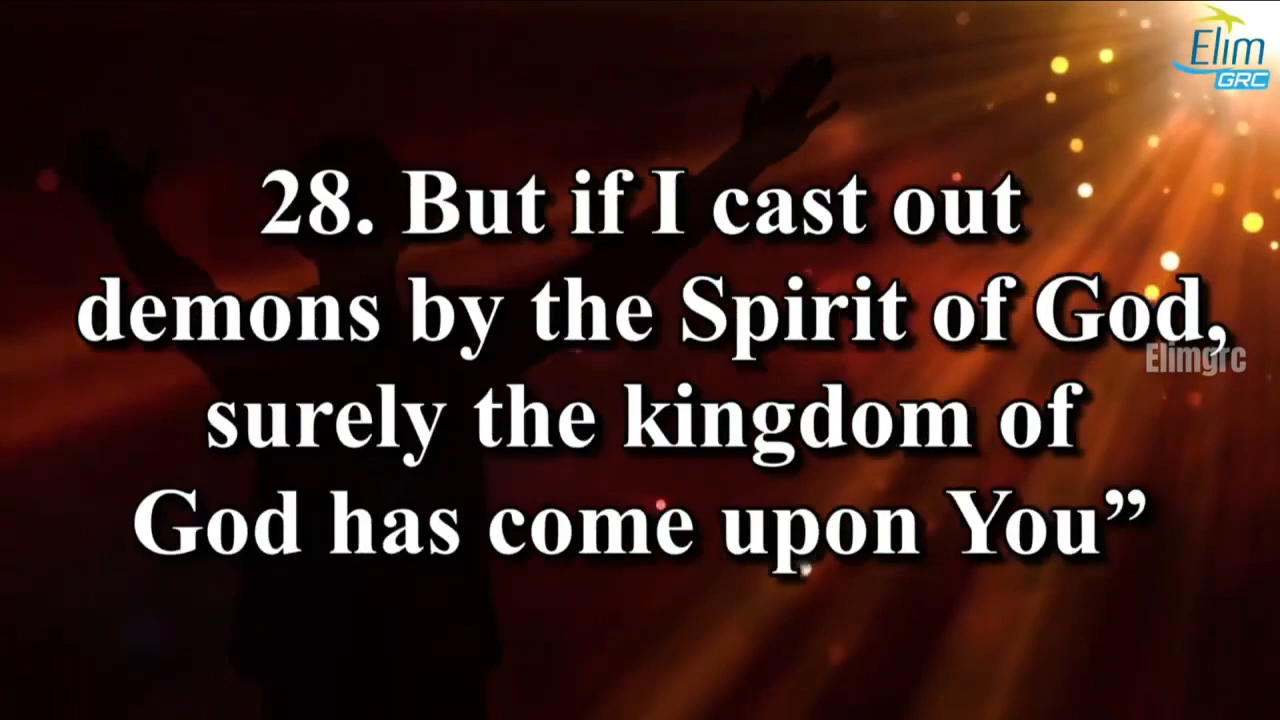 Elim
GRC
28. But if I cast out
demons by the Spirit of God,
Elimgrc
surely the kingdom of
God has come upon You”